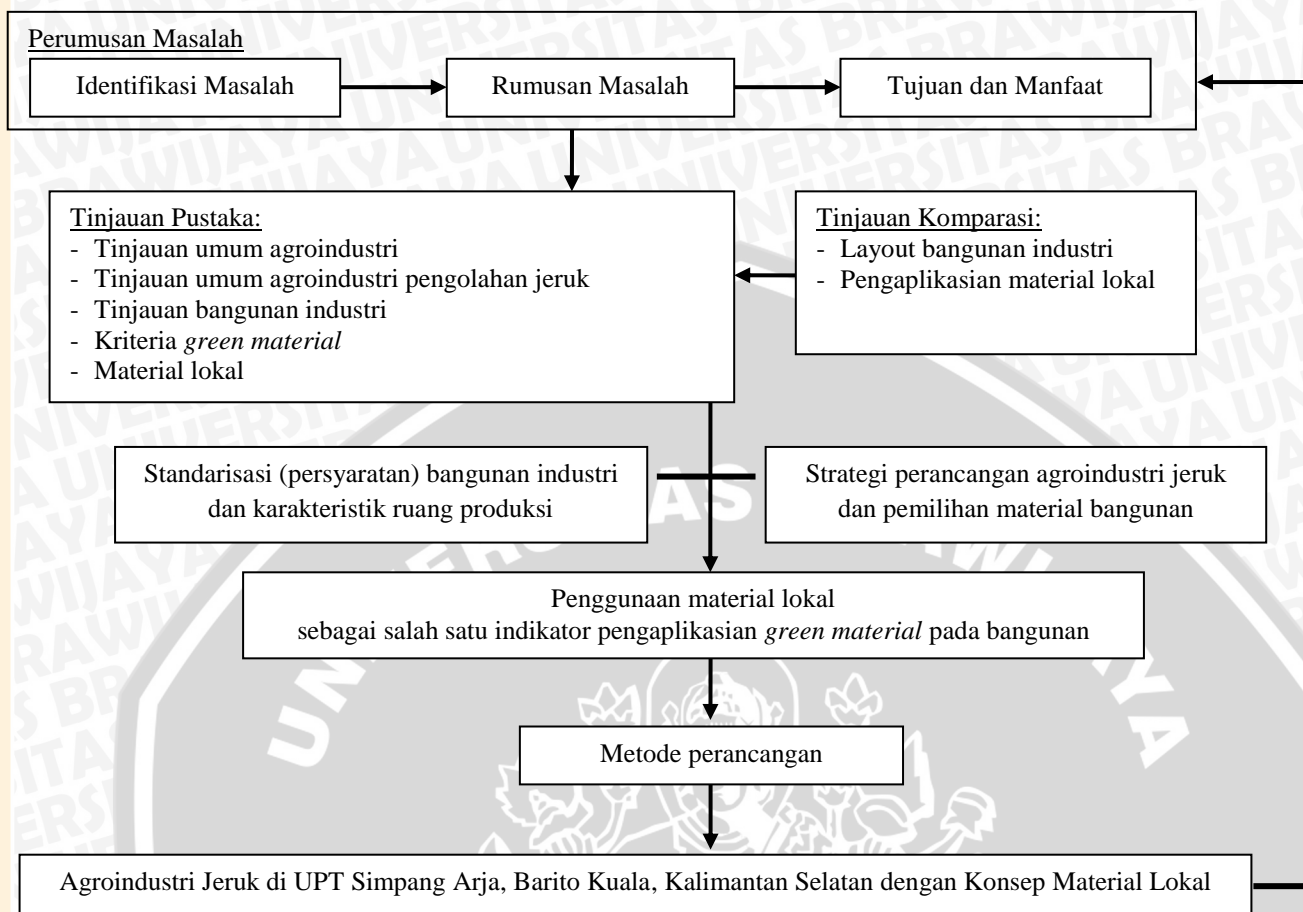 Perumusan Masalah
Identifikasi Masalah
Rumusan Masalah
Tujuan dan Manfaat
Tinjauan Pustaka:
- Tinjauan umum agroindustri
- Tinjauan umum agroindustri pengolahan jeruk
- Tinjauan bangunan industri
- Kriteria green material
- Material lokal
Tinjauan Komparasi:
- Layout bangunan industri
- Pengaplikasian material lokal
Standarisasi (persyaratan) bangunan industri
dan karakteristik ruang produksi
Strategi perancangan agroindustri jeruk
dan pemilihan material bangunan
Penggunaan material lokal
sebagai salah satu indikator pengaplikasian green material pada bangunan
Metode perancangan
Agroindustri Jeruk di UPT Simpang Arja, Barito Kuala, Kalimantan Selatan dengan Konsep Material Lokal